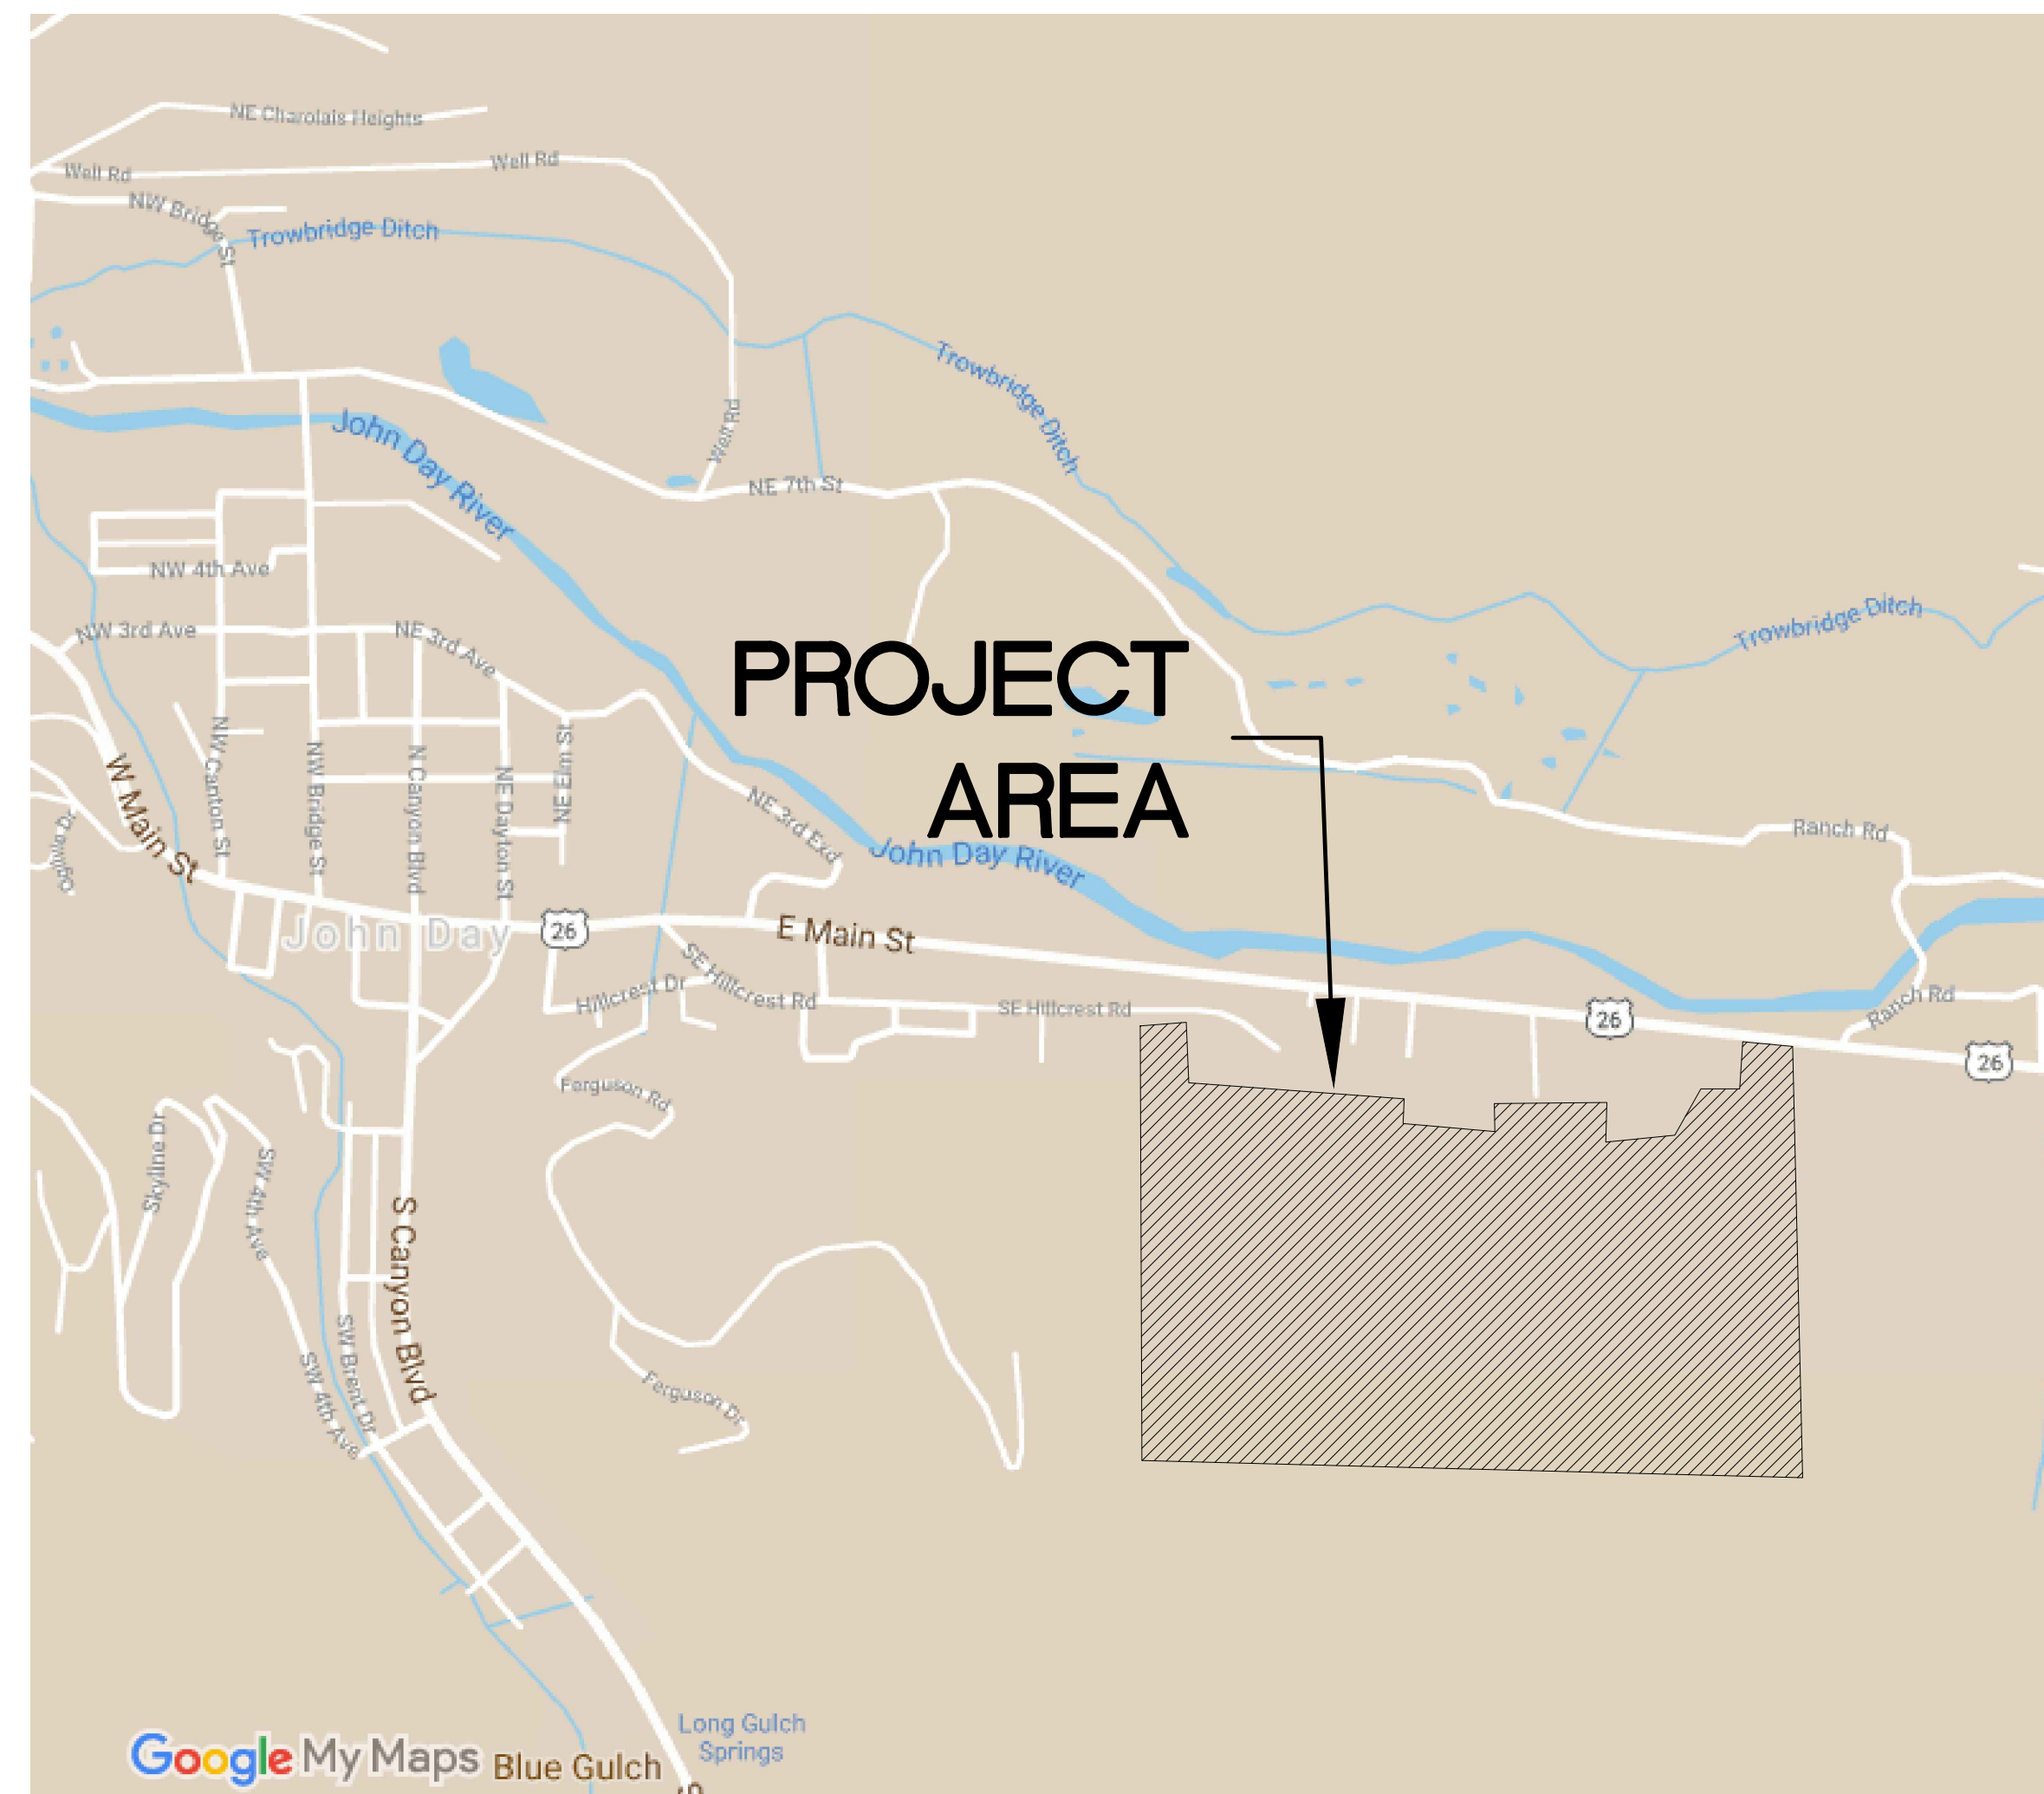 NE Charolais Heights
Well Rd
Well Rd
NW Bridge St
Trowbridge Ditch
Trowbridge Ditch
John Day River
Well Rd
NE 7th St
NW 4th Ave
Trowbridge Ditch
NW 3rd Ave
NE 3rd Ave
PROJECT
AREA
W Main St
NW Canton St
NW Bridge St
N Canyon Blvd
NE Dayton St
NE Elm St
NE 3rd Exd
John Day River
Ranch Rd
John Day
26
E Main St
SE Hillcrest Rd
Hillcrest Dr
SE Hillcrest Rd
26
Ranch Rd
26
Ferguson Rd
Skyline Dr
SW 4th Ave
S Canyon Blvd
SW Brent Dr
SW 4th Ave
Ferguson Dr
Long Gulch
Springs
Google My Maps
Blue Gulch